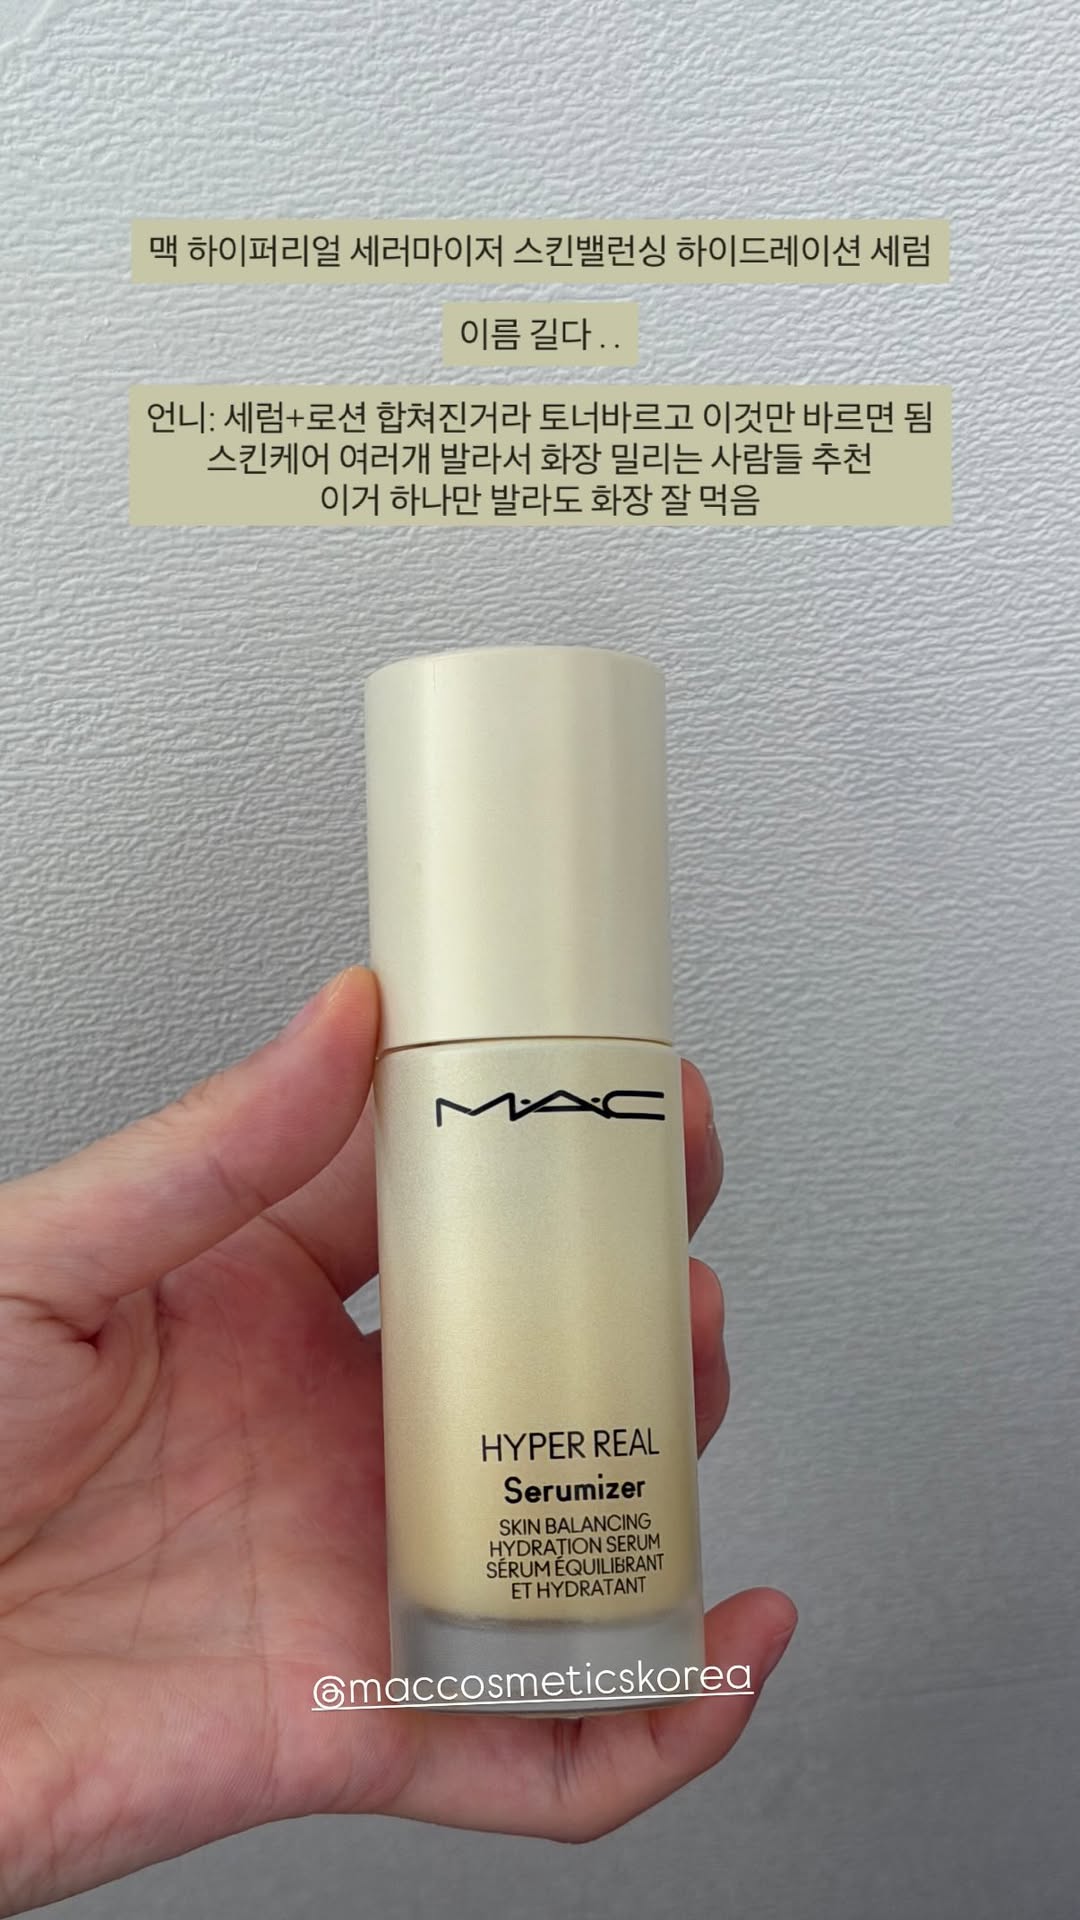 맥 하이퍼리얼 세러마이저 스킨밸런싱 하이드레이션 세럼
이름 길다 . .
언니: 세럼+로션 합쳐진거라 토너바르고 이것만 바르면 됨
스킨케어 여러개 발라서 화장 밀리는 사람들 추천
이거 하나만 발라도 화장 잘 먹음
M·A·C
HYPER REAL
Serumizer
SKIN BALANCING
HYDRATION SERUM
SÉRUM ÉQUILIBRANT
ET HYDRATANT
@maccosmeticskorea